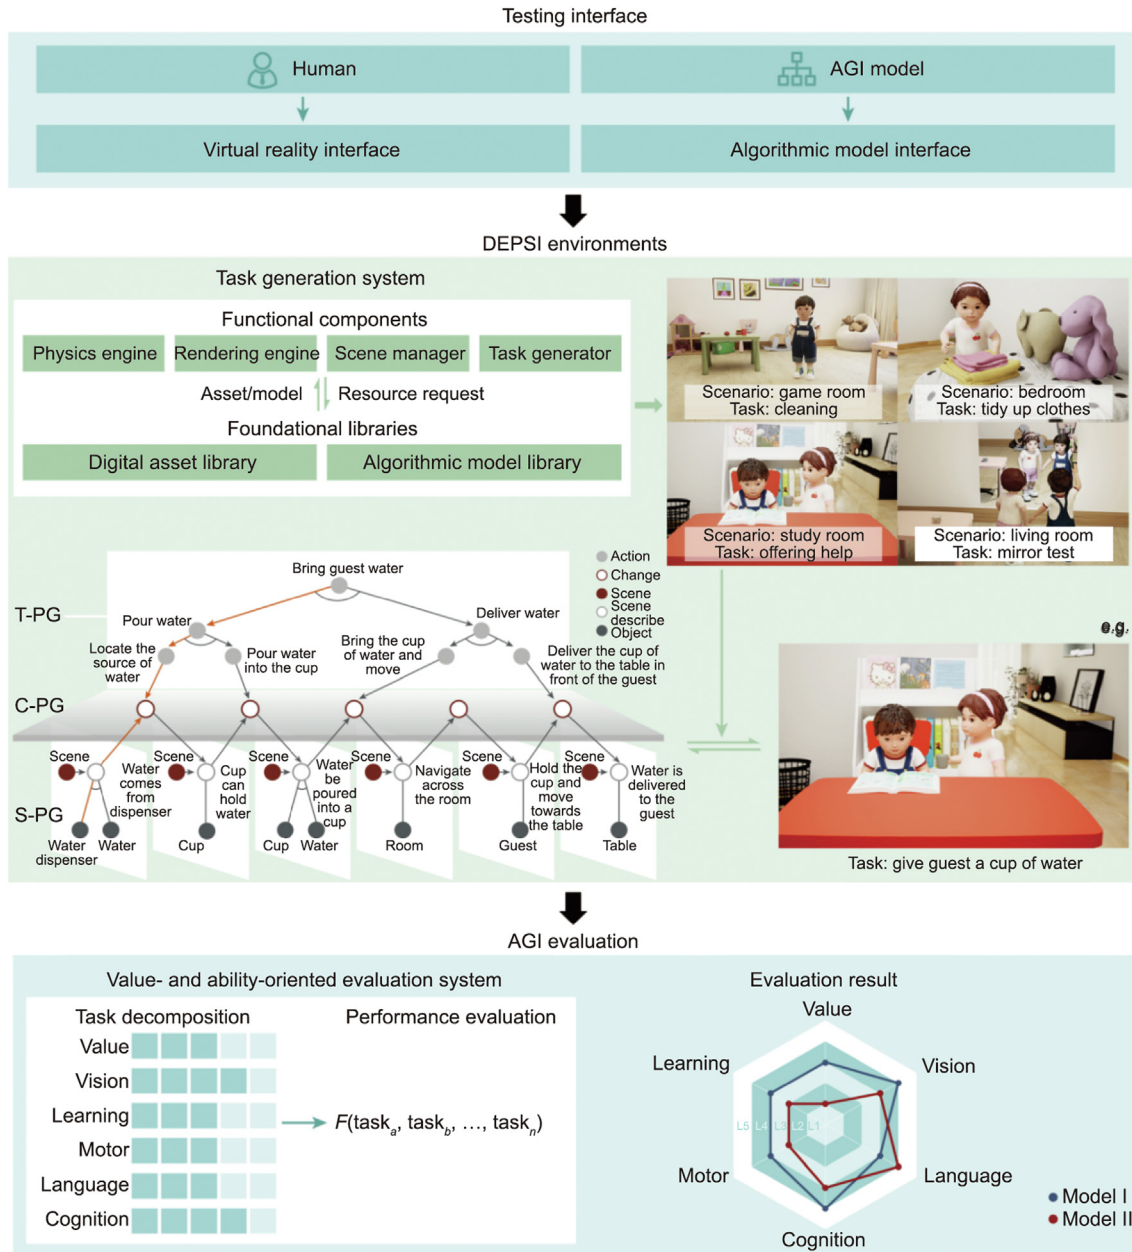 Testing interface
Human
AGI model
Virtual reality interface
Algorithmic model interface
DEPSI environments
Task generation system
Functional components
Physics engine
Rendering engine
Scene manager
Task generator
Asset/model
Resource request
Foundational libraries
Digital asset library
Algorithmic model library
Scenario: game room
Task: cleaning
Scenario: bedroom
Task: tidy up clothes
Scenario: study room
Task: offering help
Scenario: living room
Task: mirror test
Action
Change
Scene
Scene
describe
Object
T-PG
Bring guest water
Pour water
Deliver water
Locate the
source of
water
Pour water
into the cup
Bring the cup
of water and
move
Deliver the cup of
water to the table in
front of the guest
C-PG
S-PG
Scene
Water
comes
from
dispenser
Scene
Cup
can
hold
water
Scene
Water
be
poured
into a
cup
Scene
Navigate
across
the room
Scene
Hold the
cup and
move
towards
the table
Scene
Water is
delivered
to the
guest
Water
dispenser
Water
Cup
Cup
Water
Room
Guest
Table
e.g.
Task: give guest a cup of water
AGI evaluation
Value- and ability-oriented evaluation system
Task decomposition
Performance evaluation
Value
Vision
Learning
Motor
Language
Cognition
F(taskₐ, task_b, …, taskₙ)
Evaluation result
Value
Learning
Vision
L5 L4 L3 L2 L1
Motor
Language
Cognition
Model I
Model II